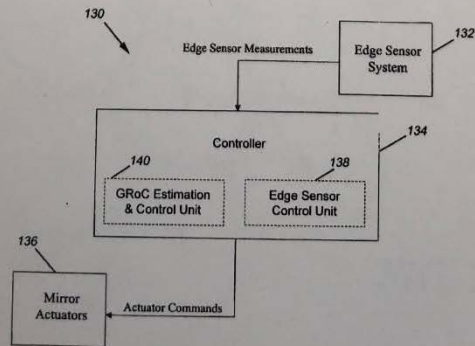 130
Edge Sensor Measurements
Edge Sensor
System
132
134
Controller
140
138
GRoC Estimation
& Control Unit
Edge Sensor
Control Unit
136
Mirror
Actuators
Actuator Commands